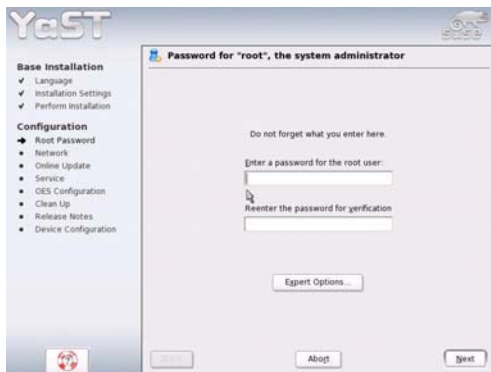 YaST
SUSE
Base Installation
Language
Installation Settings
Perform Installation
Configuration
Root Password
Network
Online Update
Service
OES Configuration
Clean Up
Release Notes
Device Configuration
Password for "root", the system administrator
Do not forget what you enter here.
Enter a password for the root user:
Reenter the password for verification
Expert Options...
Abort
Next